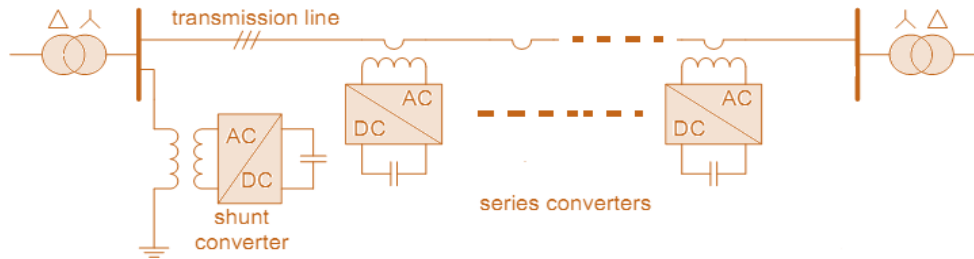 transmission line
AC
DC
AC
DC
AC
DC
shunt
converter
series converters